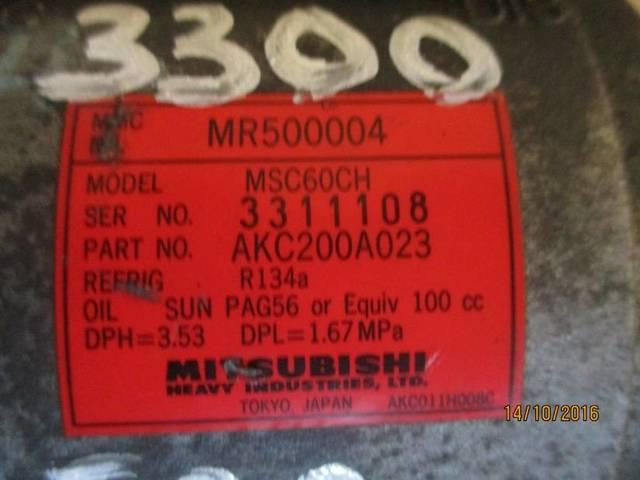 3300
MMC
MR500004
MODEL MSC60CH
SER NO. 3311108
PART NO. AKC200A023
REFRIG R134a
OIL SUN PAG56 or Equiv 100 cc
DPH=3.53 DPL=1.67MPa
MITSUBISHI
HEAVY INDUSTRIES, LTD.
TOKYO JAPAN AKC011H008C
14/10/2016